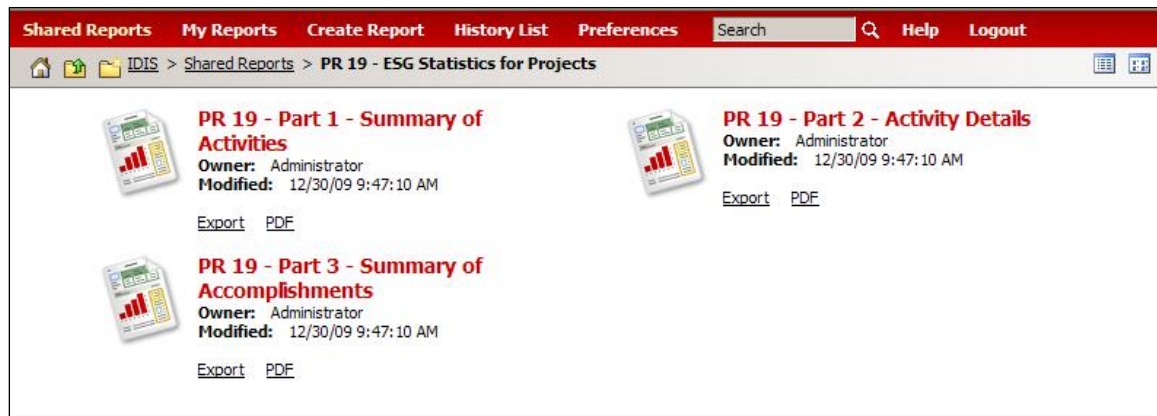 Shared Reports My Reports Create Report History List Preferences Search Help Logout
IDIS > Shared Reports > PR 19 - ESG Statistics for Projects
PR 19 - Part 1 - Summary of
Activities
Owner: Administrator
Modified: 12/30/09 9:47:10 AM
Export PDF
PR 19 - Part 2 - Activity Details
Owner: Administrator
Modified: 12/30/09 9:47:10 AM
Export PDF
PR 19 - Part 3 - Summary of
Accomplishments
Owner: Administrator
Modified: 12/30/09 9:47:10 AM
Export PDF